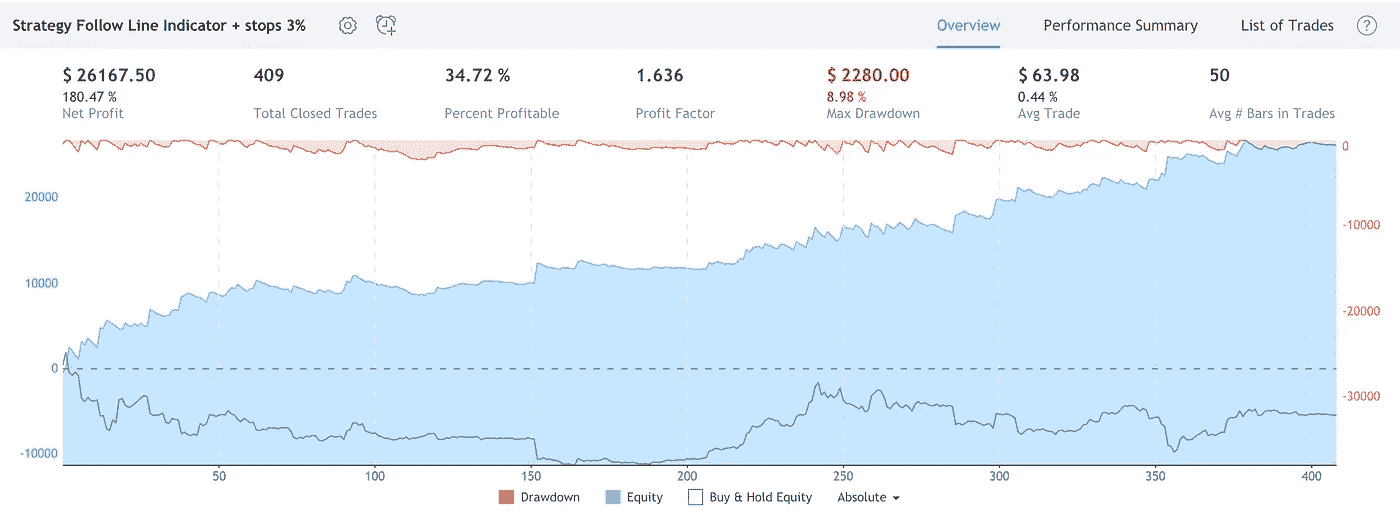 Strategy Follow Line Indicator + stops 3%
Overview
Performance Summary
List of Trades
?
$ 26167.50
180.47 %
Net Profit
409
Total Closed Trades
34.72 %
Percent Profitable
1.636
Profit Factor
$ 2280.00
8.98 %
Max Drawdown
$ 63.98
0.44 %
Avg Trade
50
Avg # Bars in Trades
20000
10000
0
-10000
0
-10000
-20000
-30000
50 100 150 200 250 300 350 400
Drawdown Equity Buy & Hold Equity Absolute